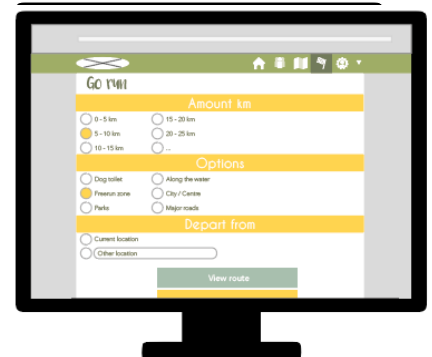 Go run
Amount km
0 - 5 km 15 - 20 km
5 - 10 km 20 - 25 km
10 - 15 km ...
Options
Dog toilet Along the water
Freerun zone City / Centre
Parks Major roads
Depart from
Current location
Other location
View route